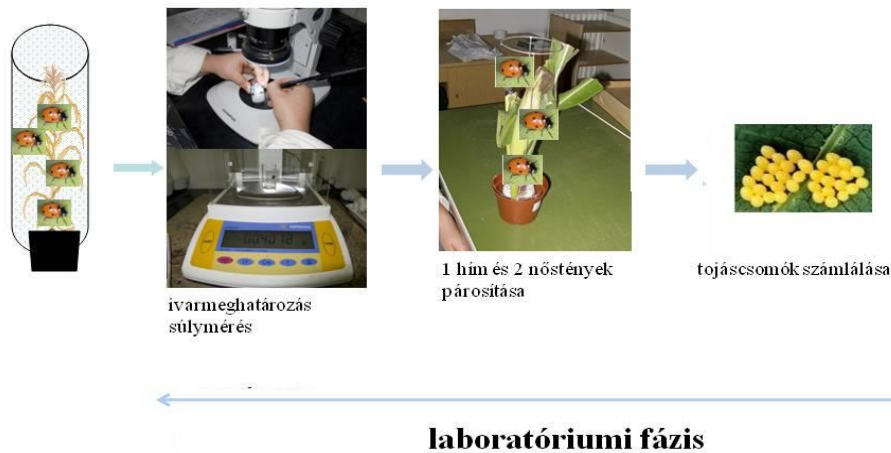 ivarmeghatározás
súlymérés
1 hím és 2 nőstények
párosítása
tojáscsomók számlálása
laboratóriumi fázis